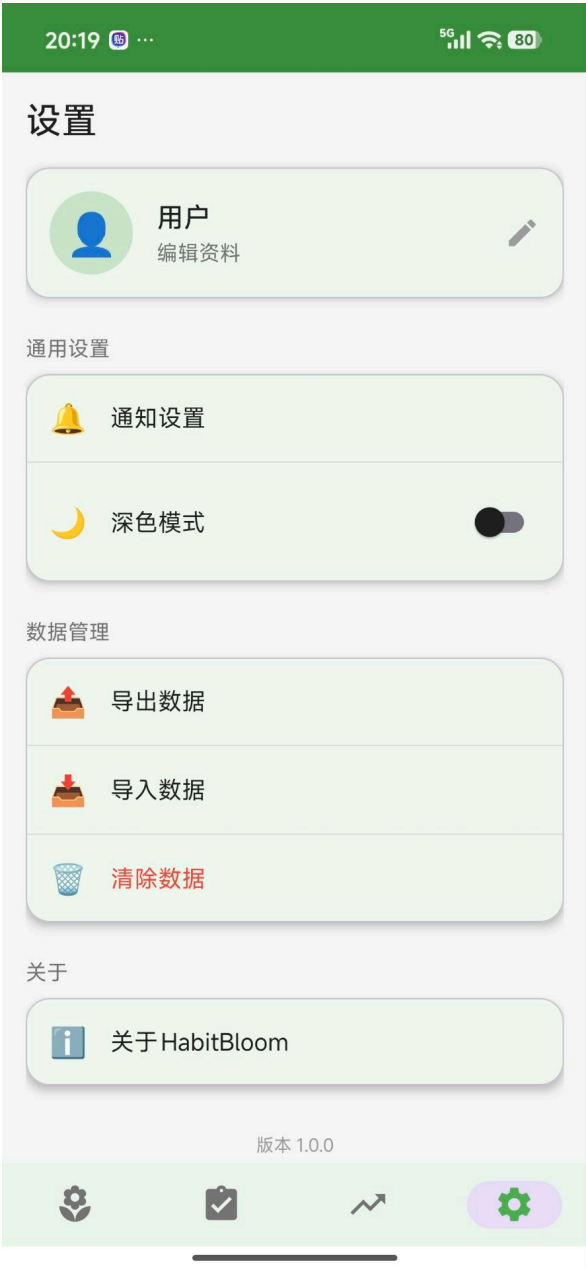 20:19 贴 ...
5G 80
设置
用户
编辑资料
通用设置
通知设置
深色模式
数据管理
导出数据
导入数据
清除数据
关于
关于HabitBloom
版本 1.0.0